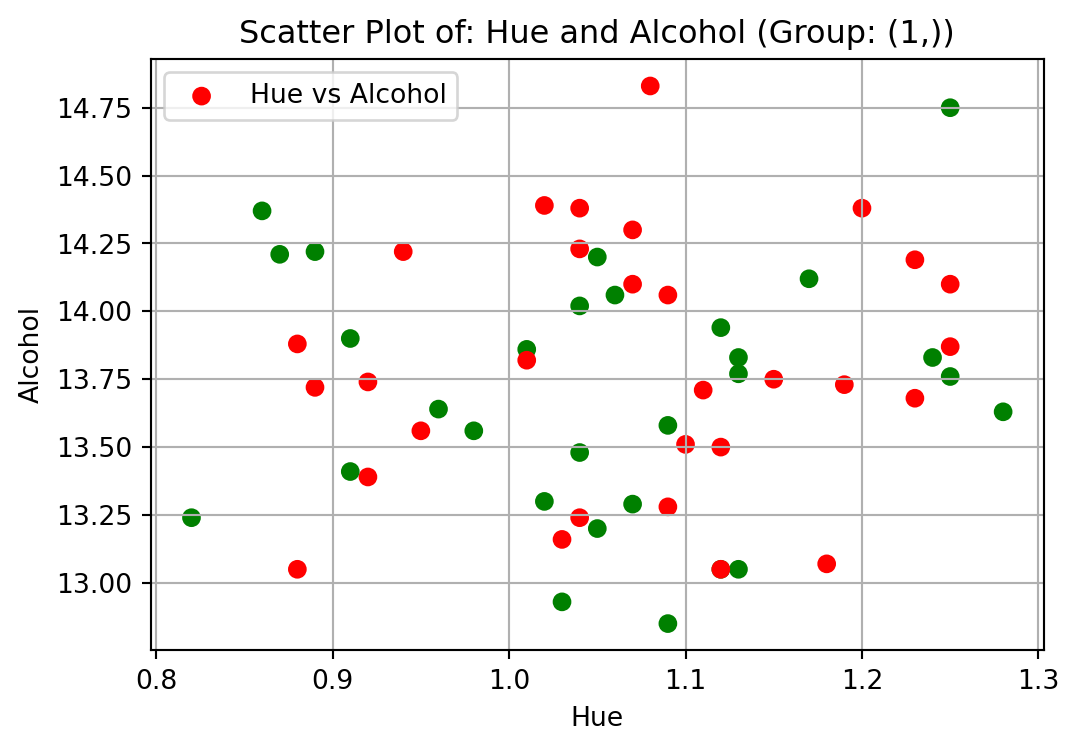 Scatter Plot of: Hue and Alcohol (Group: (1,))
Hue vs Alcohol
14.75
14.50
14.25
14.00
13.75
13.50
13.25
13.00
Alcohol
0.8 0.9 1.0 1.1 1.2 1.3
Hue